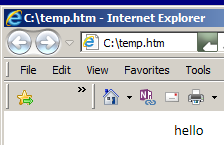 C:\temp.htm - Internet Explorer
C:\temp.htm
File Edit View Favorites Tools
hello